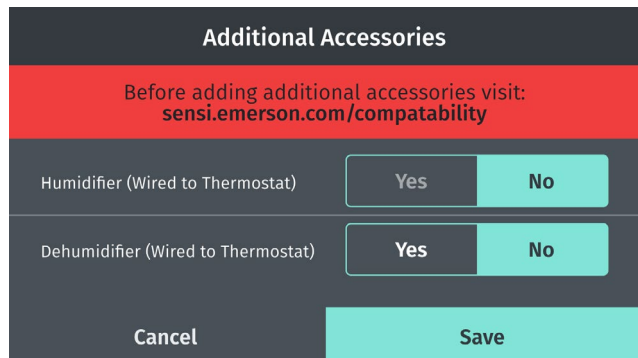 Additional Accessories
Before adding additional accessories visit:
sensi.emerson.com/compatability
Humidifier (Wired to Thermostat) Yes No
Dehumidifier (Wired to Thermostat) Yes No
Cancel Save